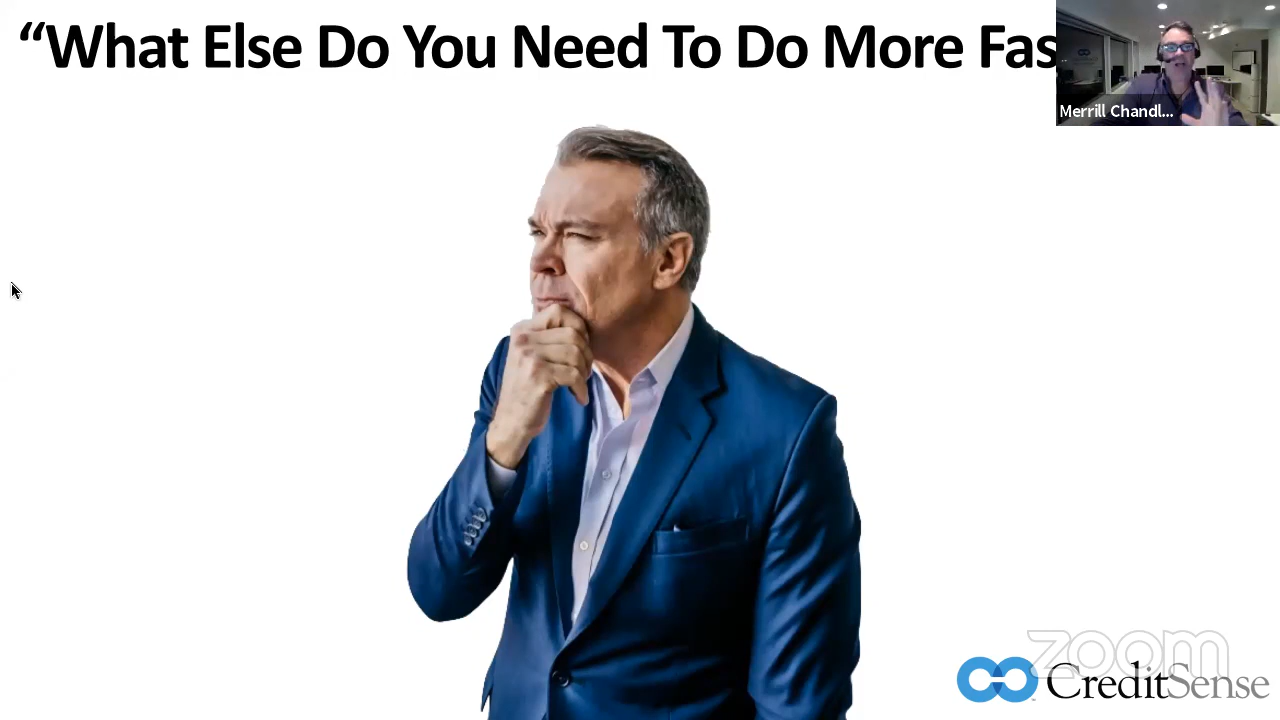 “What Else Do You Need To Do More Fas
Merrill Chandl...
zoom
CreditSense